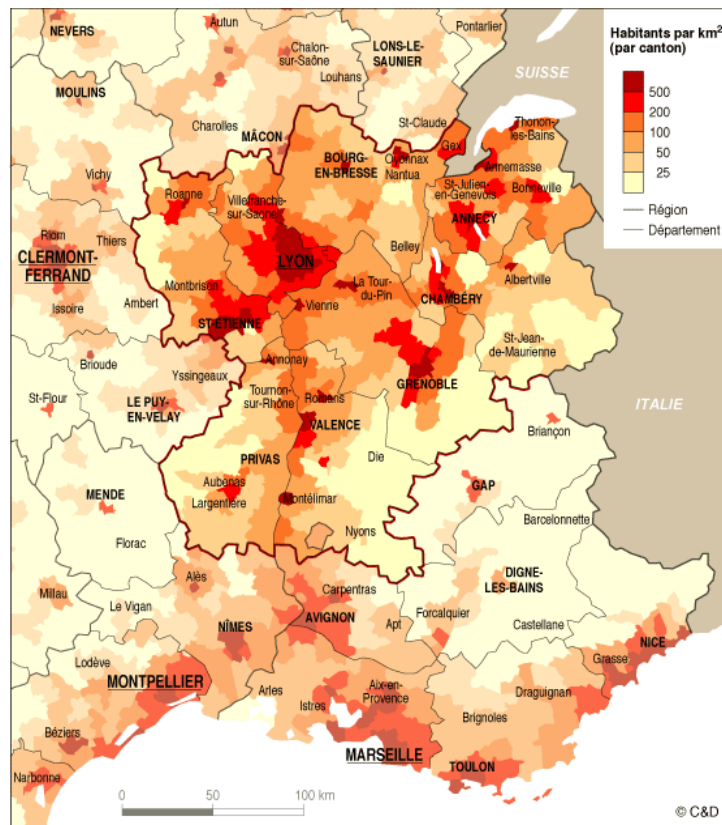 Habitants par km²
(par canton)
500
200
100
50
25
Région
Département
NEVERS
Autun
Pontarlier
Chalon-
sur-Saône
LONS-LE-
SAUNIER
SUISSE
MOULINS
Louhans
Charolles
St-Claude
MÂCON
Thonon-
les-Bains
Gex
Vichy
BOURG-
EN-BRESSE
Oyonnax
Nantua
Annemasse
Roanne
Villefranche-
sur-Saône
St-Julien-
en-Genevois
Bonneville
ANNECY
Riom
Thiers
CLERMONT-
FERRAND
LYON
Belley
Issoire
Ambert
Montbrison
La Tour-
du-Pin
Albertville
CHAMBÉRY
Vienne
ST-ÉTIENNE
St-Jean-
de-Maurienne
Brioude
Yssingeaux
Annonay
GRENOBLE
St-Flour
LE PUY-
EN-VELAY
Tournon-
sur-Rhône
Romans
ITALIE
VALENCE
Briançon
PRIVAS
Die
GAP
MENDE
Aubenas
Largentière
Montélimar
Barcelonnette
Florac
Nyons
DIGNE-
LES-BAINS
Alès
Carpentras
Millau
Le Vigan
AVIGNON
Forcalquier
NÎMES
Apt
Castellane
NICE
Grasse
Lodève
MONTPELLIER
Arles
Istres
Aix-en-
Provence
Draguignan
Brignoles
Béziers
MARSEILLE
TOULON
Narbonne
0
50
100 km
© C&D